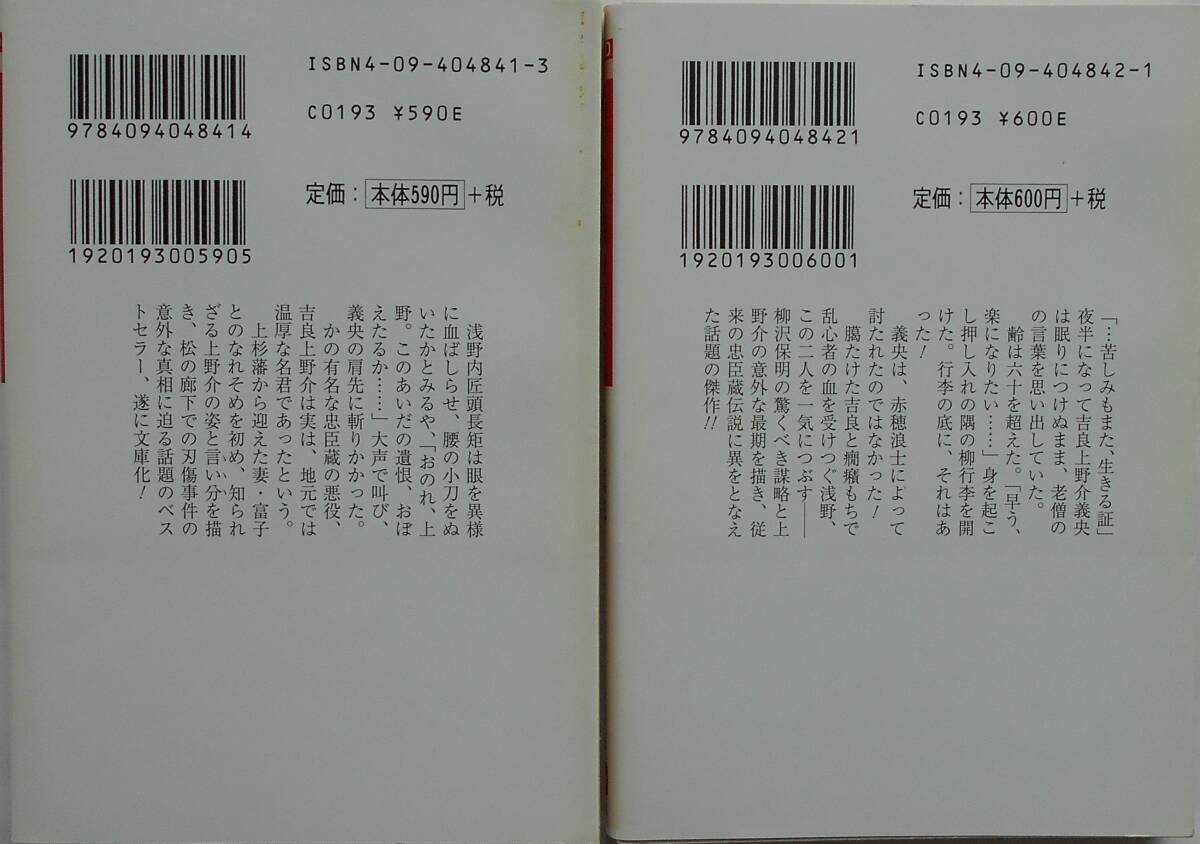 ISBN4-09-404841-3
9784094048414
C0193 ¥590E
定価：本体590円+税
1920193005905
浅野内匠頭長矩は眼を異様
に血ばしらせ、腰の小刀をぬ
いたかとみるや、「おのれ、上
野。このあいだの遺恨、おぼ
えたるか……」大声で叫び、
義央の肩先に斬りかかった。
かの有名な忠臣蔵の悪役、
吉良上野介は実は、地元では
温厚な名君であったという。
上杉藩から迎えた妻・富子
とのなれそめを初め、知られ
ざる上野介の姿と言い分を描
き、松の廊下での刃傷事件の
意外な真相に迫る話題のベス
トセラー、遂に文庫化！
ISBN4-09-404842-1
9784094048421
C0193 ¥600E
定価：本体600円+税
1920193006001
「…苦しみもまた、生きる証」
夜半になって吉良上野介義央
は眠りにつけぬまま、老僧の
の言葉を思い出していた。
齢は六十を超えた。「早う、
楽になりたい……」身を起こ
し押し入れの隅の柳行李を開
けた。行李の底に、それはあ
った！
義央は、赤穂浪士によって
討たれたのではなかった！
臈たけた吉良と癇癪もちで
乱心者の血を受けつぐ浅野、
この二人を一気につぶす――
柳沢保明の驚くべき謀略と上
野介の意外な最期を描き、従
来の忠臣蔵伝説に異をとなえ
た話題の傑作!!